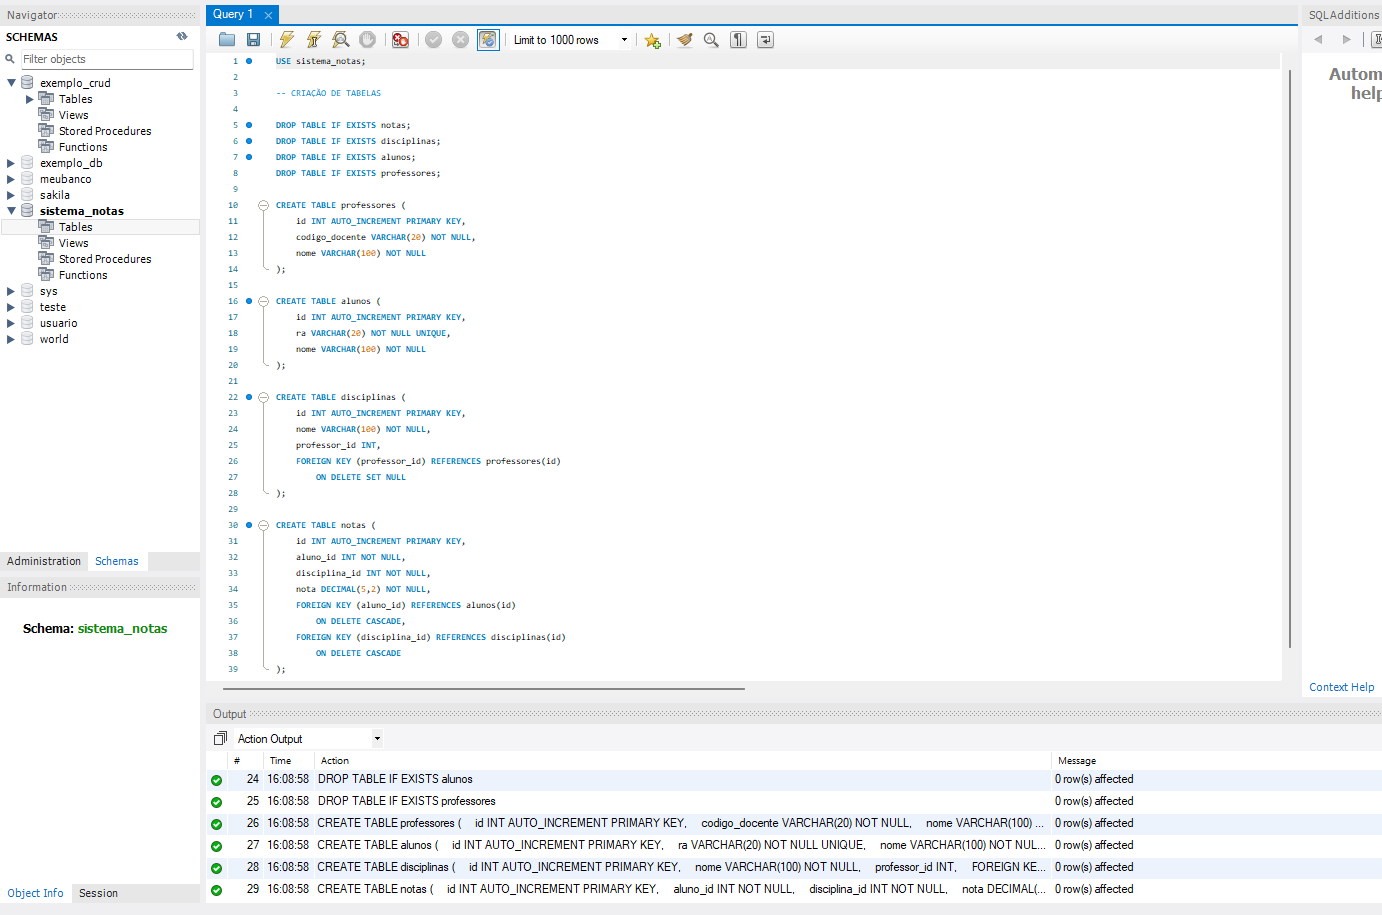 Navigator
SCHEMAS
Filter objects
exemplo_crud
Tables
Views
Stored Procedures
Functions
exemplo_db
meubanco
sakila
sistema_notas
Tables
Views
Stored Procedures
Functions
sys
teste
usuario
world
Administration Schemas
Information
Schema: sistema_notas
Object Info Session
Query 1
Limit to 1000 rows
1 USE sistema_notas;
2
3 -- CRIAÇÃO DE TABELAS
4
5 DROP TABLE IF EXISTS notas;
6 DROP TABLE IF EXISTS disciplinas;
7 DROP TABLE IF EXISTS alunos;
8 DROP TABLE IF EXISTS professores;
9
10 CREATE TABLE professores (
11 id INT AUTO_INCREMENT PRIMARY KEY,
12 codigo_docente VARCHAR(20) NOT NULL,
13 nome VARCHAR(100) NOT NULL
14 );
15
16 CREATE TABLE alunos (
17 id INT AUTO_INCREMENT PRIMARY KEY,
18 ra VARCHAR(20) NOT NULL UNIQUE,
19 nome VARCHAR(100) NOT NULL
20 );
21
22 CREATE TABLE disciplinas (
23 id INT AUTO_INCREMENT PRIMARY KEY,
24 nome VARCHAR(100) NOT NULL,
25 professor_id INT,
26 FOREIGN KEY (professor_id) REFERENCES professores(id)
27 ON DELETE SET NULL
28 );
29
30 CREATE TABLE notas (
31 id INT AUTO_INCREMENT PRIMARY KEY,
32 aluno_id INT NOT NULL,
33 disciplina_id INT NOT NULL,
34 nota DECIMAL(5,2) NOT NULL,
35 FOREIGN KEY (aluno_id) REFERENCES alunos(id)
36 ON DELETE CASCADE,
37 FOREIGN KEY (disciplina_id) REFERENCES disciplinas(id)
38 ON DELETE CASCADE
39 );
SQLAdditions
Autom
help
Context Help
Output
Action Output
# Time Action Message
24 16:08:58 DROP TABLE IF EXISTS alunos 0 row(s) affected
25 16:08:58 DROP TABLE IF EXISTS professores 0 row(s) affected
26 16:08:58 CREATE TABLE professores ( id INT AUTO_INCREMENT PRIMARY KEY, codigo_docente VARCHAR(20) NOT NULL, nome VARCHAR(100) ... 0 row(s) affected
27 16:08:58 CREATE TABLE alunos ( id INT AUTO_INCREMENT PRIMARY KEY, ra VARCHAR(20) NOT NULL UNIQUE, nome VARCHAR(100) NOT NUL... 0 row(s) affected
28 16:08:58 CREATE TABLE disciplinas ( id INT AUTO_INCREMENT PRIMARY KEY, nome VARCHAR(100) NOT NULL, professor_id INT, FOREIGN KE... 0 row(s) affected
29 16:08:58 CREATE TABLE notas ( id INT AUTO_INCREMENT PRIMARY KEY, aluno_id INT NOT NULL, disciplina_id INT NOT NULL, nota DECIMAL(... 0 row(s) affected